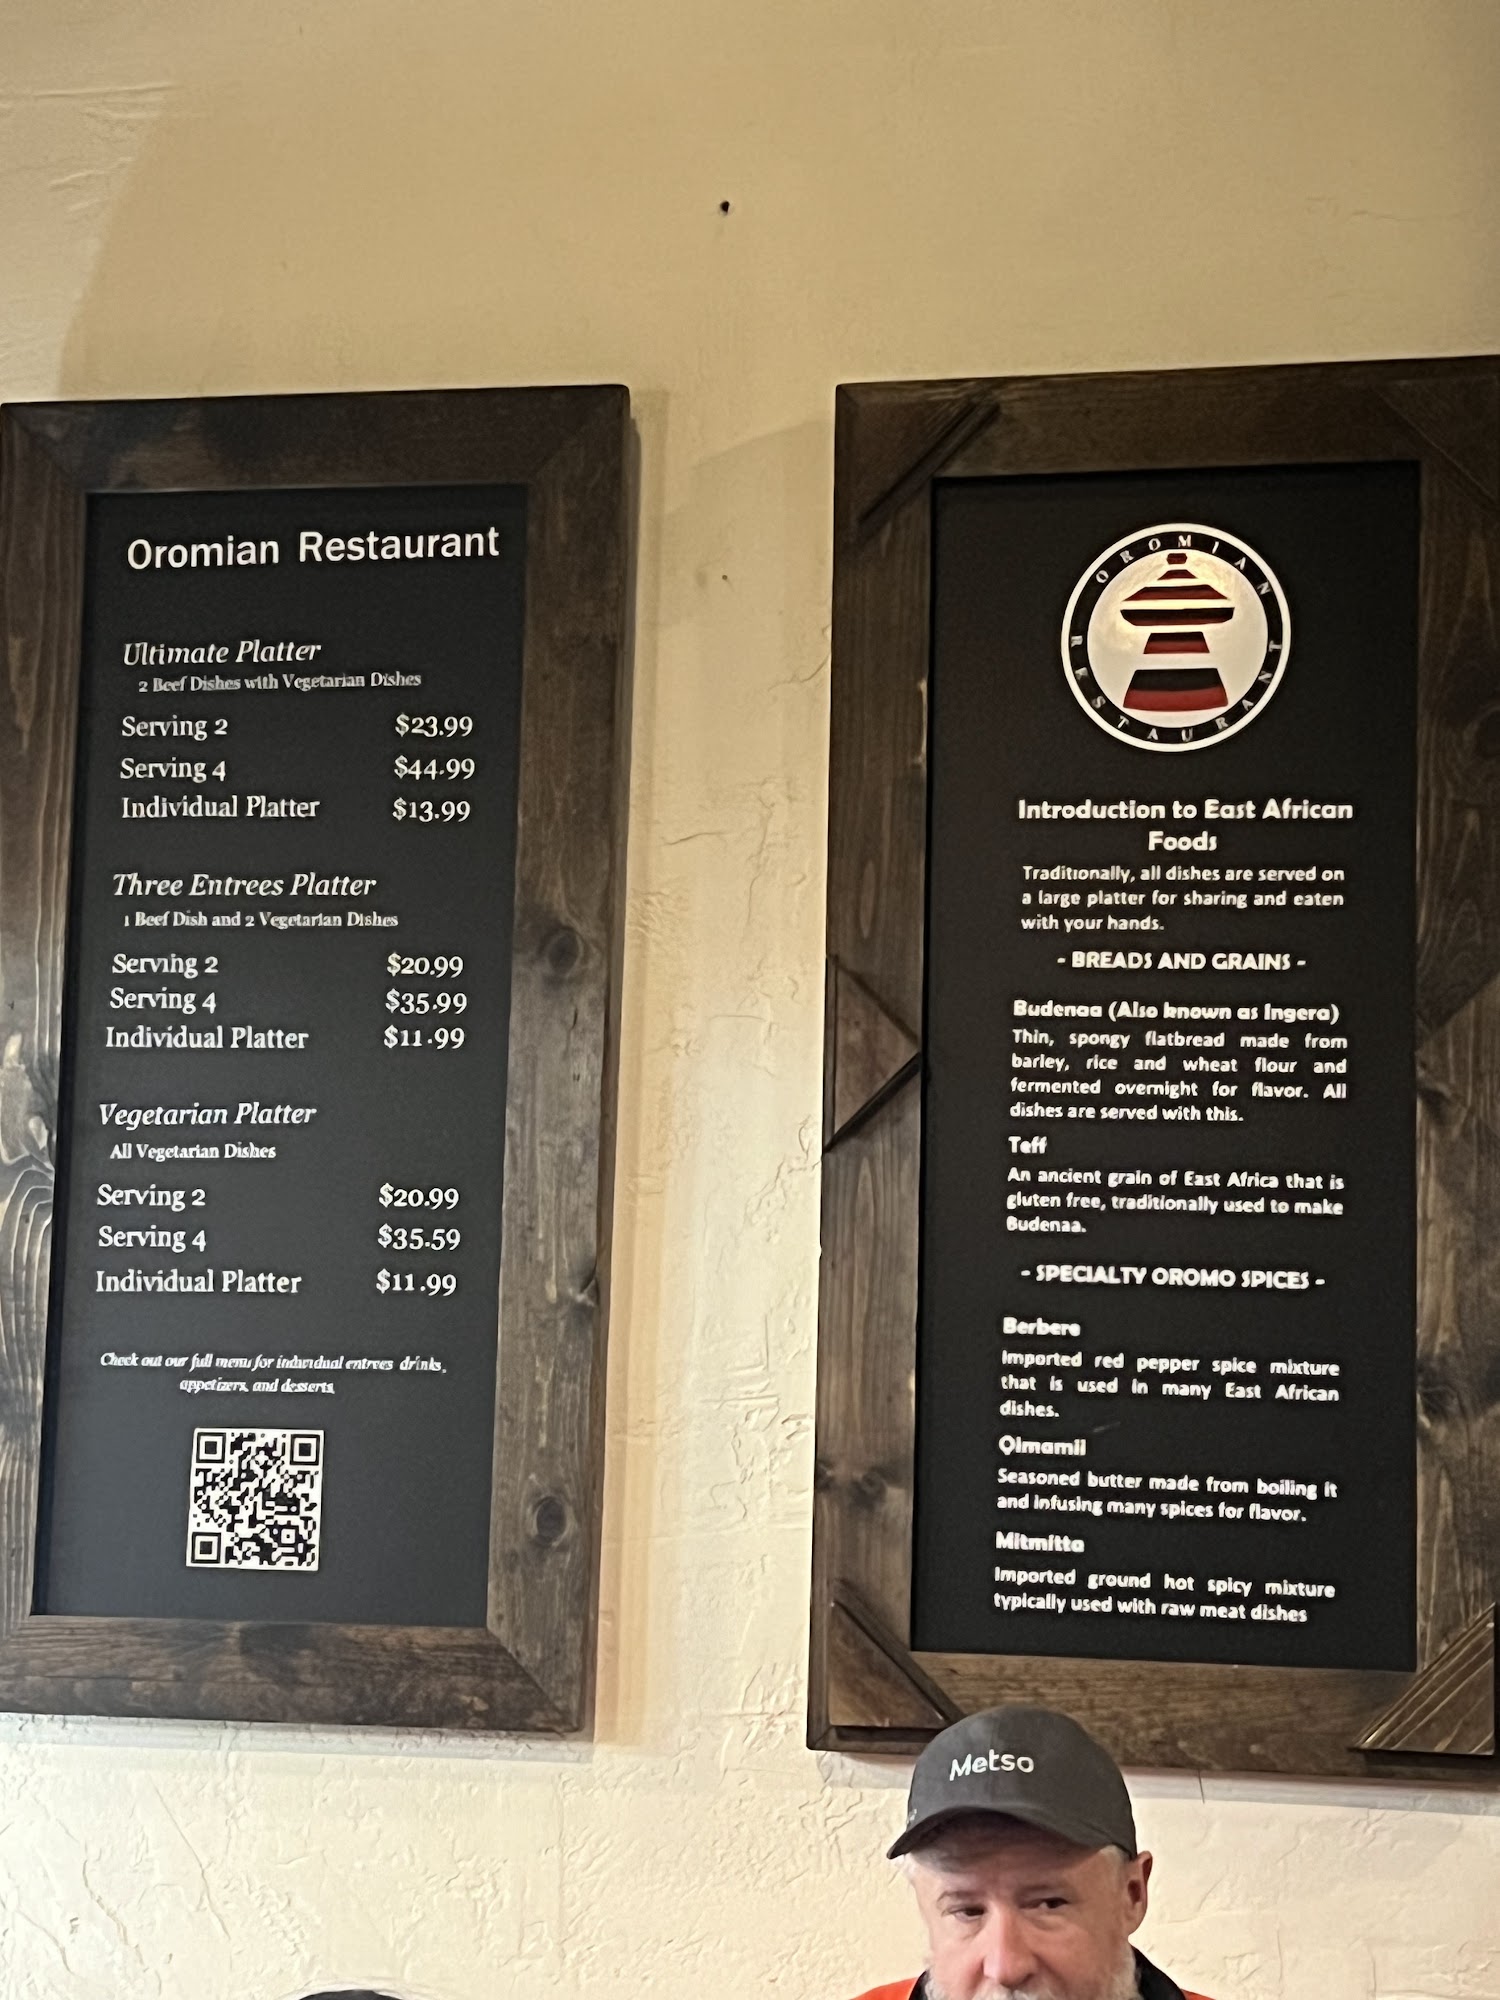 Oromian Restaurant
Ultimate Platter
2 Beef Dishes with Vegetarian Dishes
Serving 2 $23.99
Serving 4 $44.99
Individual Platter $13.99
Three Entrees Platter
1 Beef Dish and 2 Vegetarian Dishes
Serving 2 $20.99
Serving 4 $35.99
Individual Platter $11.99
Vegetarian Platter
All Vegetarian Dishes
Serving 2 $20.99
Serving 4 $35.59
Individual Platter $11.99
Check out our full menu for individual entrees drinks,
appetizers, and desserts
OROMIAN
RESTAURANT
Introduction to East African
Foods
Traditionally, all dishes are served on
a large platter for sharing and eaten
with your hands.
- BREADS AND GRAINS -
Budenaa (Also known as Ingera)
Thin, spongy flatbread made from
barley, rice and wheat flour and
fermented overnight for flavor. All
dishes are served with this.
Teff
An ancient grain of East Africa that is
gluten free, traditionally used to make
Budenaa.
- SPECIALTY OROMO SPICES -
Berbere
Imported red pepper spice mixture
that is used in many East African
dishes.
Qimamii
Seasoned butter made from boiling it
and infusing many spices for flavor.
Mitmitta
Imported ground hot spicy mixture
typically used with raw meat dishes
Metso